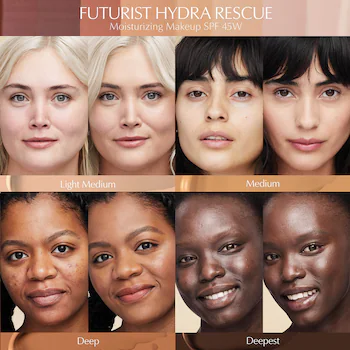 FUTURIST HYDRA RESCUE
Moisturizing Makeup SPF 45W
Light Medium
Medium
Deep
Deepest